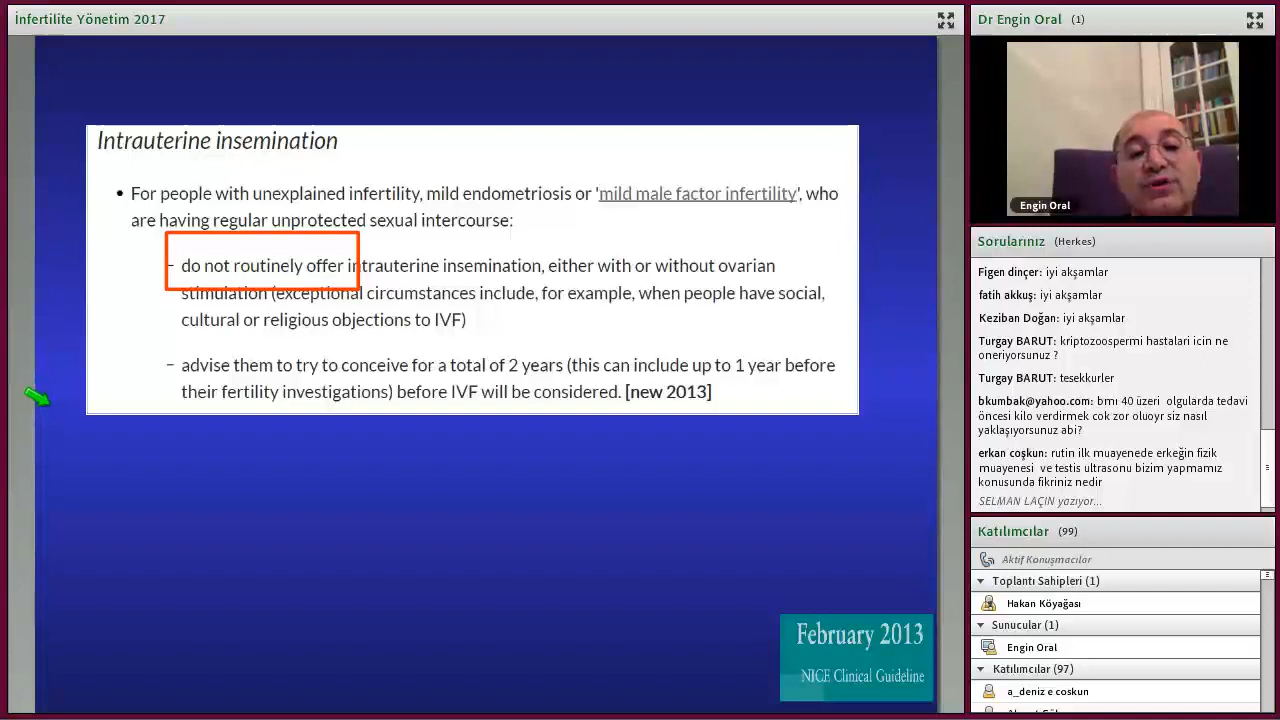 İnfertilite Yönetim 2017
Intrauterine insemination
• For people with unexplained infertility, mild endometriosis or 'mild male factor infertility', who
are having regular unprotected sexual intercourse:
– do not routinely offer intrauterine insemination, either with or without ovarian
stimulation (exceptional circumstances include, for example, when people have social,
cultural or religious objections to IVF)
– advise them to try to conceive for a total of 2 years (this can include up to 1 year before
their fertility investigations) before IVF will be considered. [new 2013]
February 2013
NICE Clinical Guideline
Dr Engin Oral (1)
Engin Oral
Sorularınız (Herkes)
Figen dinçer: iyi akşamlar
fatih akkuş: iyi akşamlar
Keziban Doğan: iyi akşamlar
Turgay BARUT: kriptozoospermi hastalari icin ne
oneriyorsunuz ?
Turgay BARUT: tesekkurler
bkumbak@yahoo.com: bmı 40 üzeri olgularda tedavi
öncesi kilo verdirmek cok zor oluoyr siz nasıl
yaklaşıyorsunuz abi?
erkan coşkun: rutin ilk muayenede erkeğin fizik
muayenesi ve testis ultrasonu bizim yapmamız
konusunda fikriniz nedir
SELMAN LAÇIN yazıyor...
Katılımcılar (99)
Aktif Konuşmacılar
Toplantı Sahipleri (1)
Hakan Köyağası
Sunucular (1)
Engin Oral
Katılımcılar (97)
a_deniz e coskun